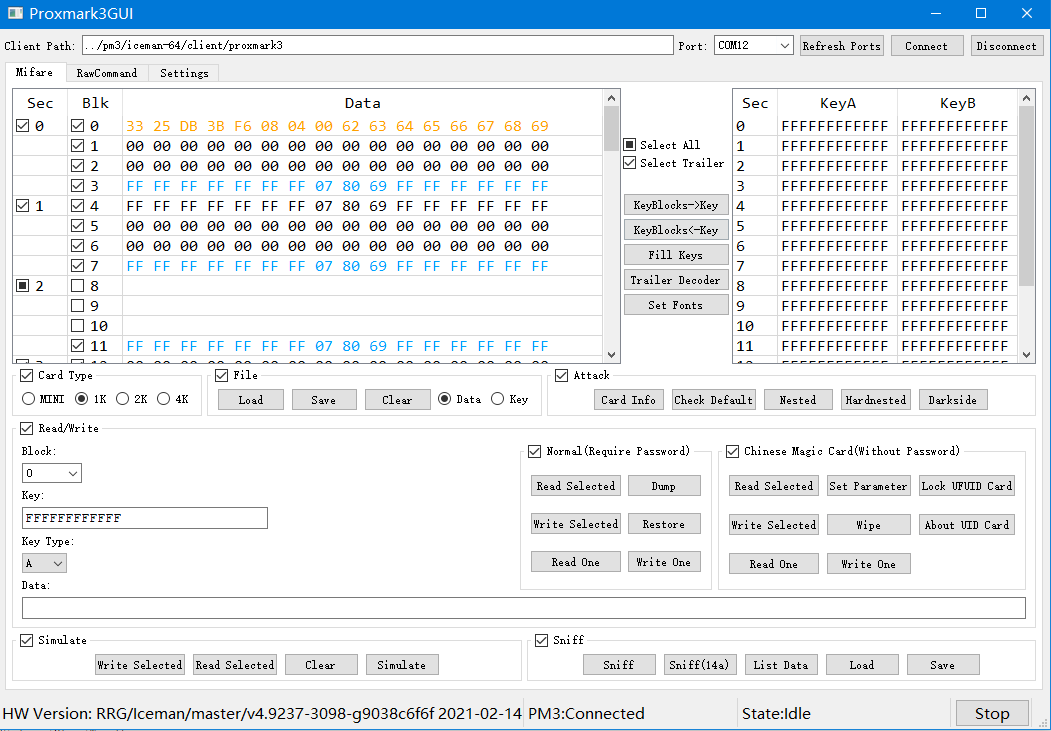 Proxmark3GUI
Client Path: ../pm3/iceman-64/client/proxmark3 Port: COM12 Refresh Ports Connect Disconnect
Mifare RawCommand Settings
Sec Blk Data
0 0 33 25 DB 3B F6 08 04 00 62 63 64 65 66 67 68 69
1 00 00 00 00 00 00 00 00 00 00 00 00 00 00 00 00
2 00 00 00 00 00 00 00 00 00 00 00 00 00 00 00 00
3 FF FF FF FF FF FF FF 07 80 69 FF FF FF FF FF FF
1 4 FF FF FF FF FF FF FF 07 80 69 FF FF FF FF FF FF
5 00 00 00 00 00 00 00 00 00 00 00 00 00 00 00 00
6 00 00 00 00 00 00 00 00 00 00 00 00 00 00 00 00
7 FF FF FF FF FF FF FF 07 80 69 FF FF FF FF FF FF
2 8
9
10
11 FF FF FF FF FF FF FF 07 80 69 FF FF FF FF FF FF
Select All
Select Trailer
KeyBlocks->Key
KeyBlocks<-Key
Fill Keys
Trailer Decoder
Set Fonts
Sec KeyA KeyB
0 FFFFFFFFFFFF FFFFFFFFFFFF
1 FFFFFFFFFFFF FFFFFFFFFFFF
2 FFFFFFFFFFFF FFFFFFFFFFFF
3 FFFFFFFFFFFF FFFFFFFFFFFF
4 FFFFFFFFFFFF FFFFFFFFFFFF
5 FFFFFFFFFFFF FFFFFFFFFFFF
6 FFFFFFFFFFFF FFFFFFFFFFFF
7 FFFFFFFFFFFF FFFFFFFFFFFF
8 FFFFFFFFFFFF FFFFFFFFFFFF
9 FFFFFFFFFFFF FFFFFFFFFFFF
10 FFFFFFFFFFFF FFFFFFFFFFFF
11 FFFFFFFFFFFF FFFFFFFFFFFF
Card Type
MINI 1K 2K 4K
File
Load Save Clear Data Key
Attack
Card Info Check Default Nested Hardnested Darkside
Read/Write
Block:
0
Key:
FFFFFFFFFFFF
Key Type:
A
Data:
Normal(Require Password)
Read Selected Dump
Write Selected Restore
Read One Write One
Chinese Magic Card(Without Password)
Read Selected Set Parameter Lock UFUID Card
Write Selected Wipe About UID Card
Read One Write One
Simulate
Write Selected Read Selected Clear Simulate
Sniff
Sniff Sniff(14a) List Data Load Save
HW Version: RRG/Iceman/master/v4.9237-3098-g9038c6f6f 2021-02-14 PM3:Connected State:Idle Stop